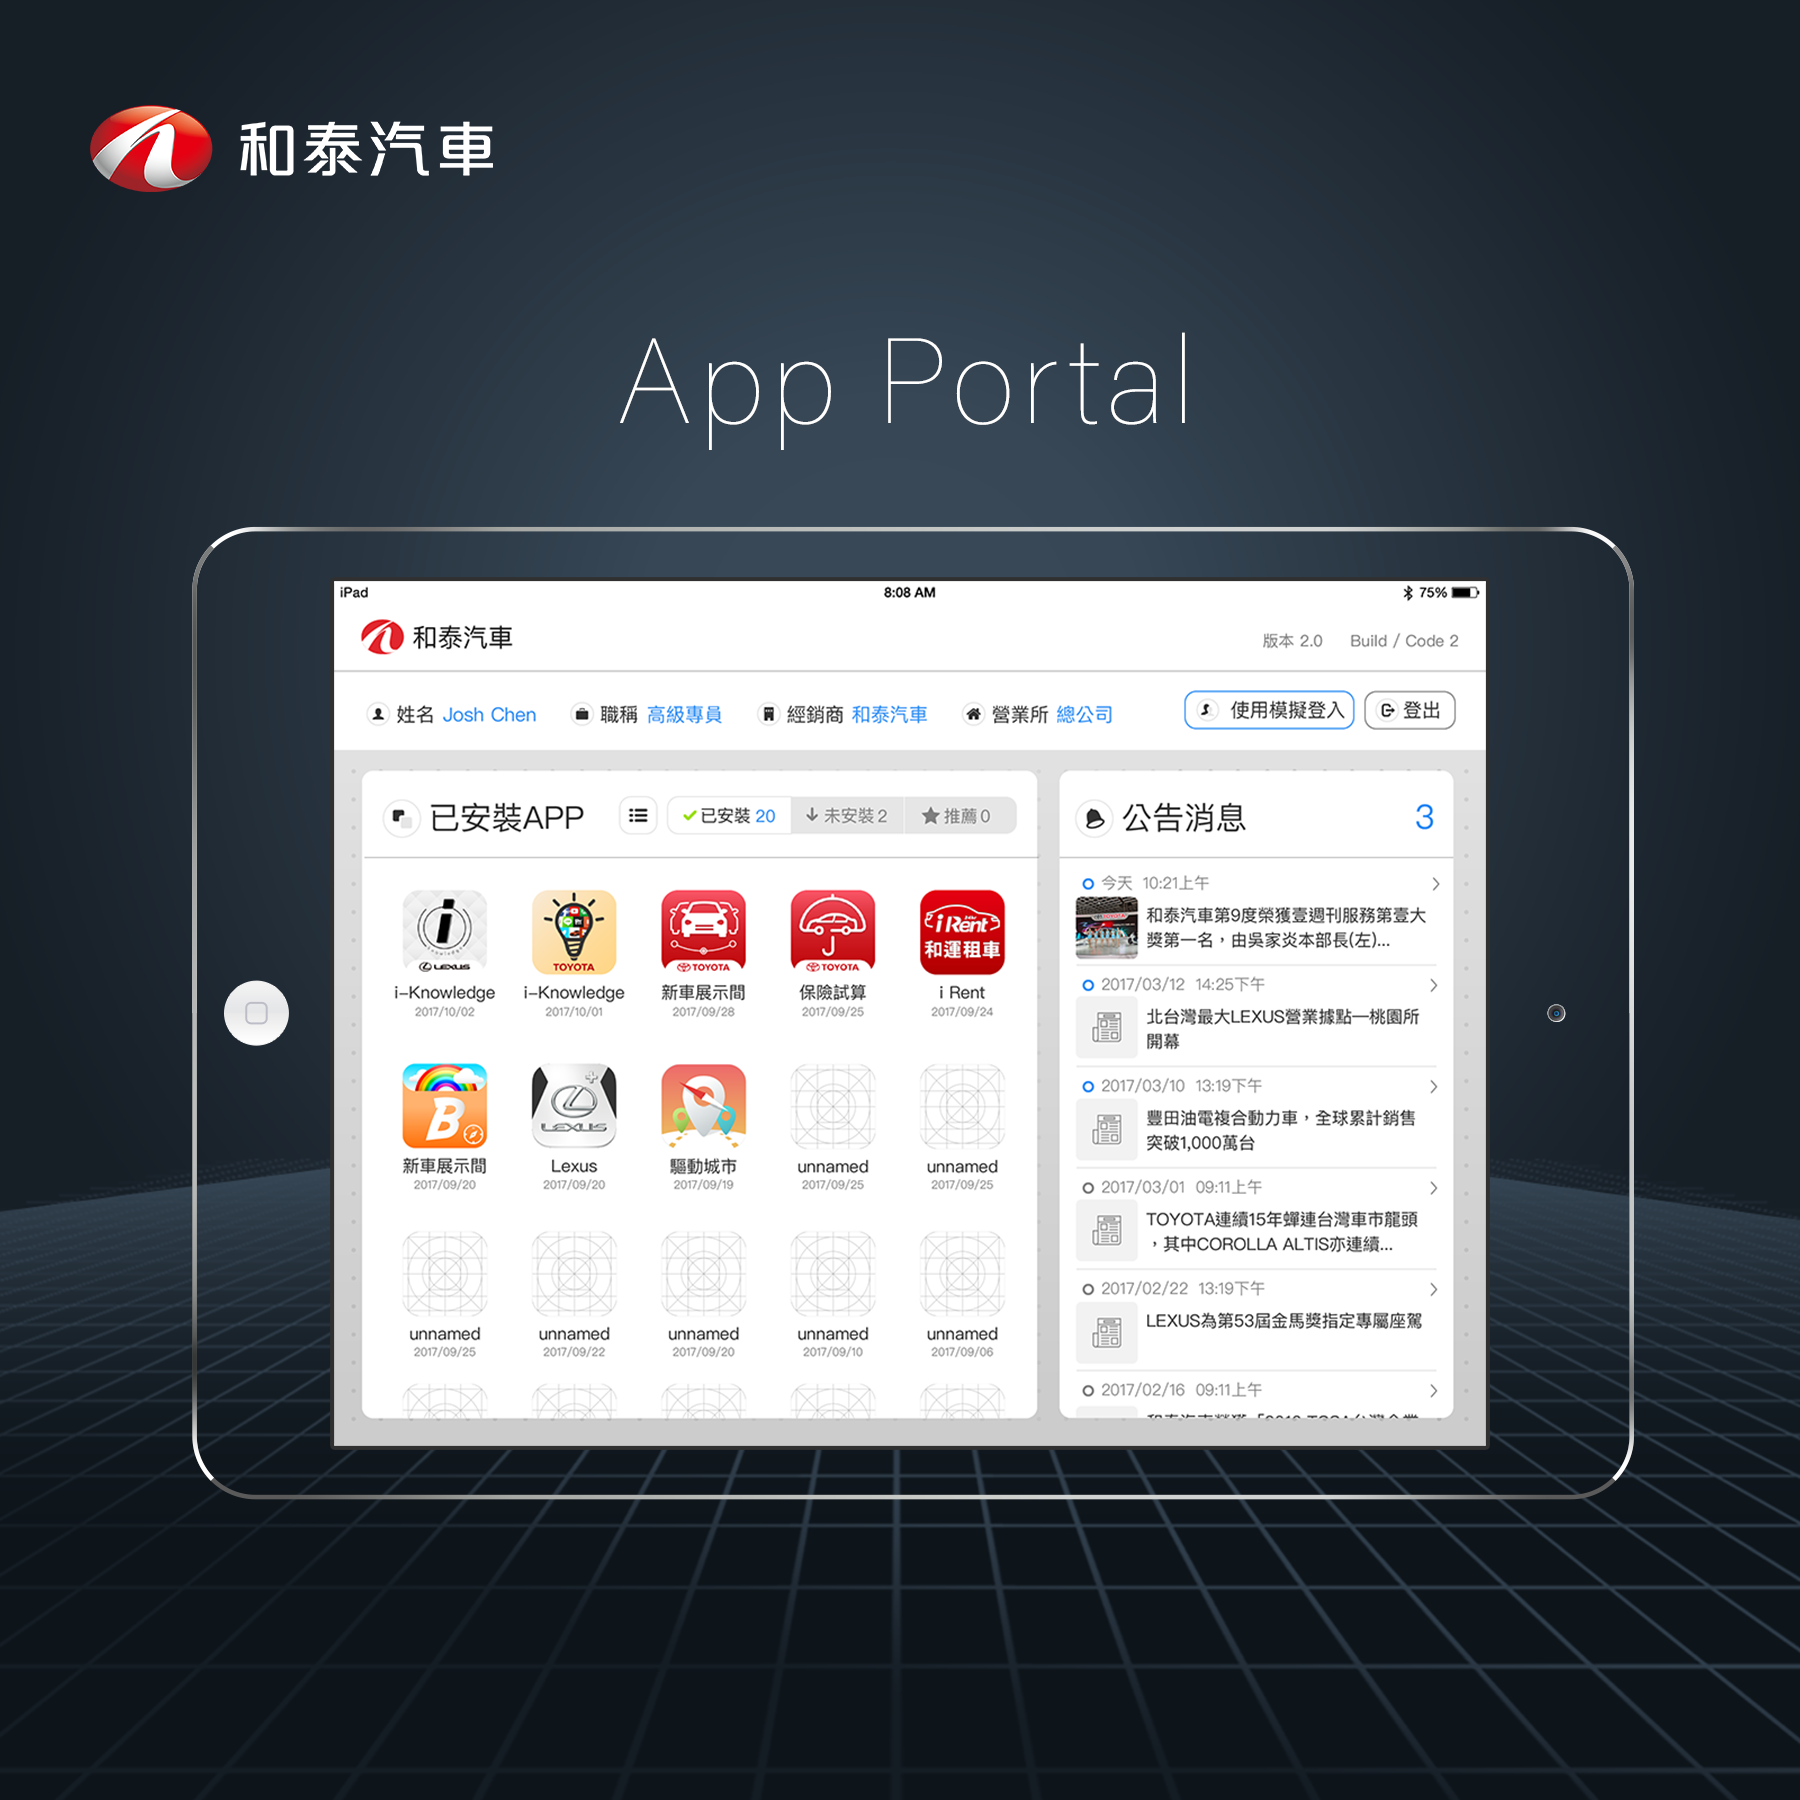 和泰汽車
App Portal
iPad
8:08 AM
75%
和泰汽車
版本 2.0
Build / Code 2
姓名 Josh Chen
職稱 高級專員
經銷商 和泰汽車
營業所 總公司
使用模擬登入
登出
已安裝APP
已安裝 20
未安裝 2
推薦 0
i
LEXUS
i-Knowledge
2017/10/02
TOYOTA
i-Knowledge
2017/10/01
TOYOTA
新車展示間
2017/09/28
TOYOTA
保險試算
2017/09/25
iRent
和運租車
i Rent
2017/09/24
B
新車展示間
2017/09/20
LEXUS
Lexus
2017/09/20
驅動城市
2017/09/19
unnamed
2017/09/25
unnamed
2017/09/25
unnamed
2017/09/25
unnamed
2017/09/22
unnamed
2017/09/20
unnamed
2017/09/10
unnamed
2017/09/06
公告消息
3
今天 10:21上午
和泰汽車第9度榮獲壹週刊服務第壹大
獎第一名，由吳家炎本部長(左)...
2017/03/12 14:25下午
北台灣最大LEXUS營業據點—桃園所
開幕
2017/03/10 13:19下午
豐田油電複合動力車，全球累計銷售
突破1,000萬台
2017/03/01 09:11上午
TOYOTA連續15年蟬連台灣車市龍頭
，其中COROLLA ALTIS亦連續...
2017/02/22 13:19下午
LEXUS為第53屆金馬獎指定專屬座駕
2017/02/16 09:11上午